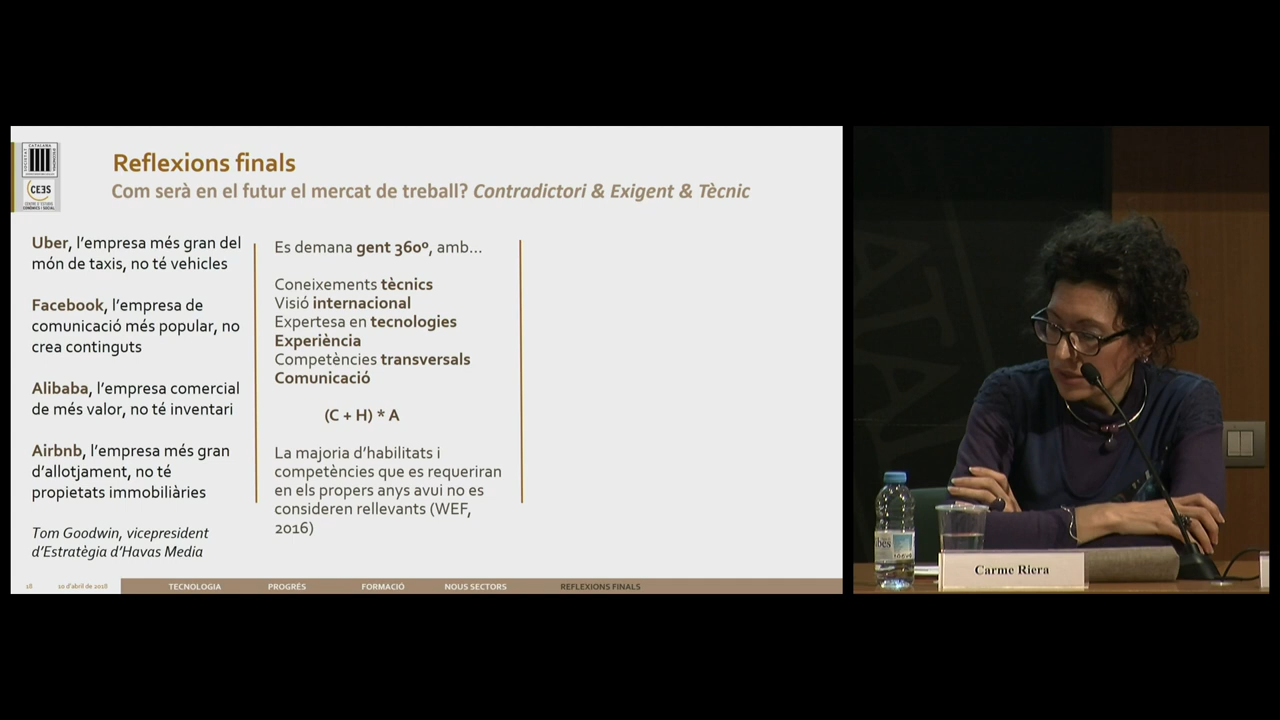 Reflexions finals
Com serà en el futur el mercat de treball? Contradictori & Exigent & Tècnic
CE3S
Uber, l'empresa més gran del
món de taxis, no té vehicles
Facebook, l'empresa de
comunicació més popular, no
crea continguts
Alibaba, l'empresa comercial
de més valor, no té inventari
Airbnb, l'empresa més gran
d'allotjament, no té
propietats immobiliàries
Tom Goodwin, vicepresident
d'Estratègia d'Havas Media
Es demana gent 360º, amb...
Coneixements tècnics
Visió internacional
Expertesa en tecnologies
Experiència
Competències transversals
Comunicació
(C + H) * A
La majoria d'habilitats i
competències que es requeriran
en els propers anys avui no es
consideren rellevants (WEF,
2016)
18 10 d'abril de 2018 TECNOLOGIA PROGRÉS FORMACIÓ NOUS SECTORS REFLEXIONS FINALS
Carme Riera